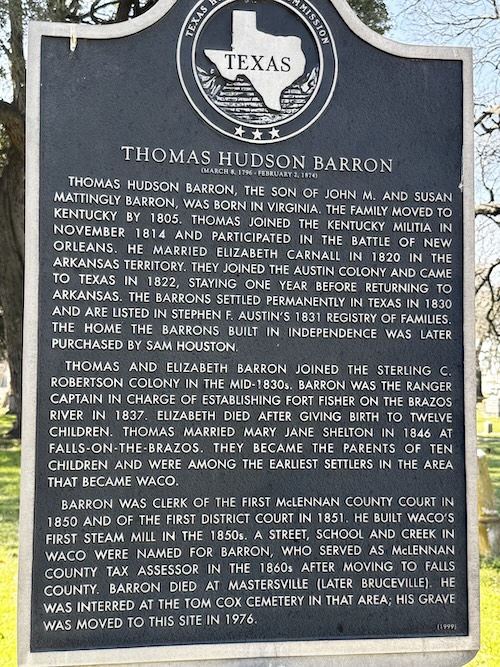 TEXAS H COMMISSION
TEXAS
THOMAS HUDSON BARRON
(MARCH 8, 1796 - FEBRUARY 2, 1874)
THOMAS HUDSON BARRON, THE SON OF JOHN M. AND SUSAN
MATTINGLY BARRON, WAS BORN IN VIRGINIA. THE FAMILY MOVED TO
KENTUCKY BY 1805. THOMAS JOINED THE KENTUCKY MILITIA IN
NOVEMBER 1814 AND PARTICIPATED IN THE BATTLE OF NEW
ORLEANS. HE MARRIED ELIZABETH CARNALL IN 1820 IN THE
ARKANSAS TERRITORY. THEY JOINED THE AUSTIN COLONY AND CAME
TO TEXAS IN 1822, STAYING ONE YEAR BEFORE RETURNING TO
ARKANSAS. THE BARRONS SETTLED PERMANENTLY IN TEXAS IN 1830
AND ARE LISTED IN STEPHEN F. AUSTIN'S 1831 REGISTRY OF FAMILIES.
THE HOME THE BARRONS BUILT IN INDEPENDENCE WAS LATER
PURCHASED BY SAM HOUSTON.
THOMAS AND ELIZABETH BARRON JOINED THE STERLING C.
ROBERTSON COLONY IN THE MID-1830s. BARRON WAS THE RANGER
CAPTAIN IN CHARGE OF ESTABLISHING FORT FISHER ON THE BRAZOS
RIVER IN 1837. ELIZABETH DIED AFTER GIVING BIRTH TO TWELVE
CHILDREN. THOMAS MARRIED MARY JANE SHELTON IN 1846 AT
FALLS-ON-THE-BRAZOS. THEY BECAME THE PARENTS OF TEN
CHILDREN AND WERE AMONG THE EARLIEST SETTLERS IN THE AREA
THAT BECAME WACO.
BARRON WAS CLERK OF THE FIRST McLENNAN COUNTY COURT IN
1850 AND OF THE FIRST DISTRICT COURT IN 1851. HE BUILT WACO'S
FIRST STEAM MILL IN THE 1850s. A STREET, SCHOOL AND CREEK IN
WACO WERE NAMED FOR BARRON, WHO SERVED AS McLENNAN
COUNTY TAX ASSESSOR IN THE 1860s AFTER MOVING TO FALLS
COUNTY. BARRON DIED AT MASTERSVILLE (LATER BRUCEVILLE). HE
WAS INTERRED AT THE TOM COX CEMETERY IN THAT AREA; HIS GRAVE
WAS MOVED TO THIS SITE IN 1976.
(1999)